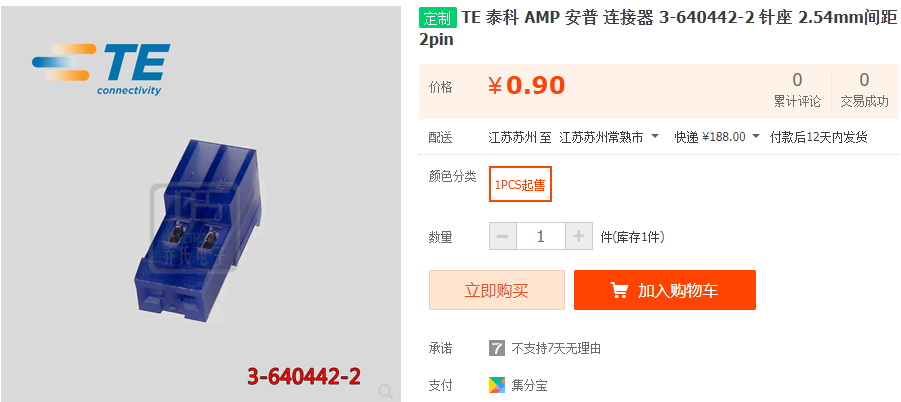 TE
connectivity
3-640442-2
定制 TE 泰科 AMP 安普 连接器 3-640442-2 针座 2.54mm间距
2pin
价格 ¥0.90 0 0
累计评论 交易成功
配送 江苏苏州 至 江苏苏州常熟市 快递 ¥188.00 付款后12天内发货
颜色分类 1PCS起售
数量 − 1 + 件(库存1件)
立即购买 加入购物车
承诺 7 不支持7天无理由
支付 集分宝